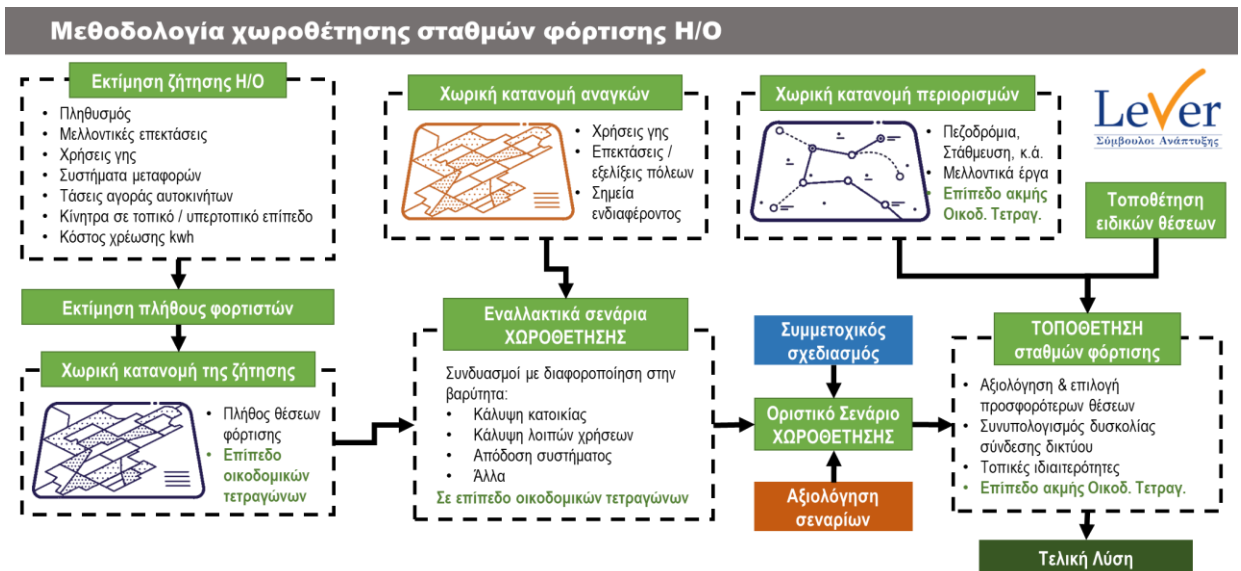 Μεθοδολογία χωροθέτησης σταθμών φόρτισης Η/Ο
Εκτίμηση ζήτησης Η/Ο
• Πληθυσμός
• Μελλοντικές επεκτάσεις
• Χρήσεις γης
• Συστήματα μεταφορών
• Τάσεις αγοράς αυτοκινήτων
• Κίνητρα σε τοπικό / υπερτοπικό επίπεδο
• Κόστος χρέωσης kwh
Χωρική κατανομή αναγκών
• Χρήσεις γης
• Επεκτάσεις /
εξελίξεις πόλεων
• Σημεία
ενδιαφέροντος
Χωρική κατανομή περιορισμών
• Πεζοδρόμια,
Στάθμευση, κ.ά.
• Μελλοντικά έργα
• Επίπεδο ακμής
Οικοδ. Τετραγ.
LeVer
Σύμβουλοι Ανάπτυξης
Τοποθέτηση
ειδικών θέσεων
Εκτίμηση πλήθους φορτιστών
Χωρική κατανομή της ζήτησης
• Πλήθος θέσεων
φόρτισης
• Επίπεδο
οικοδομικών
τετραγώνων
Εναλλακτικά σενάρια
ΧΩΡΟΘΕΤΗΣΗΣ
Συνδυασμοί με διαφοροποίηση στην
βαρύτητα:
• Κάλυψη κατοικίας
• Κάλυψη λοιπών χρήσεων
• Απόδοση συστήματος
• Άλλα
Σε επίπεδο οικοδομικών τετραγώνων
Συμμετοχικός
σχεδιασμός
Οριστικό Σενάριο
ΧΩΡΟΘΕΤΗΣΗΣ
Αξιολόγηση
σεναρίων
ΤΟΠΟΘΕΤΗΣΗ
σταθμών φόρτισης
• Αξιολόγηση & επιλογή
προσφορότερων θέσεων
• Συνυπολογισμός δυσκολίας
σύνδεσης δικτύου
• Τοπικές ιδιαιτερότητες
• Επίπεδο ακμής Οικοδ. Τετραγ.
Τελική Λύση